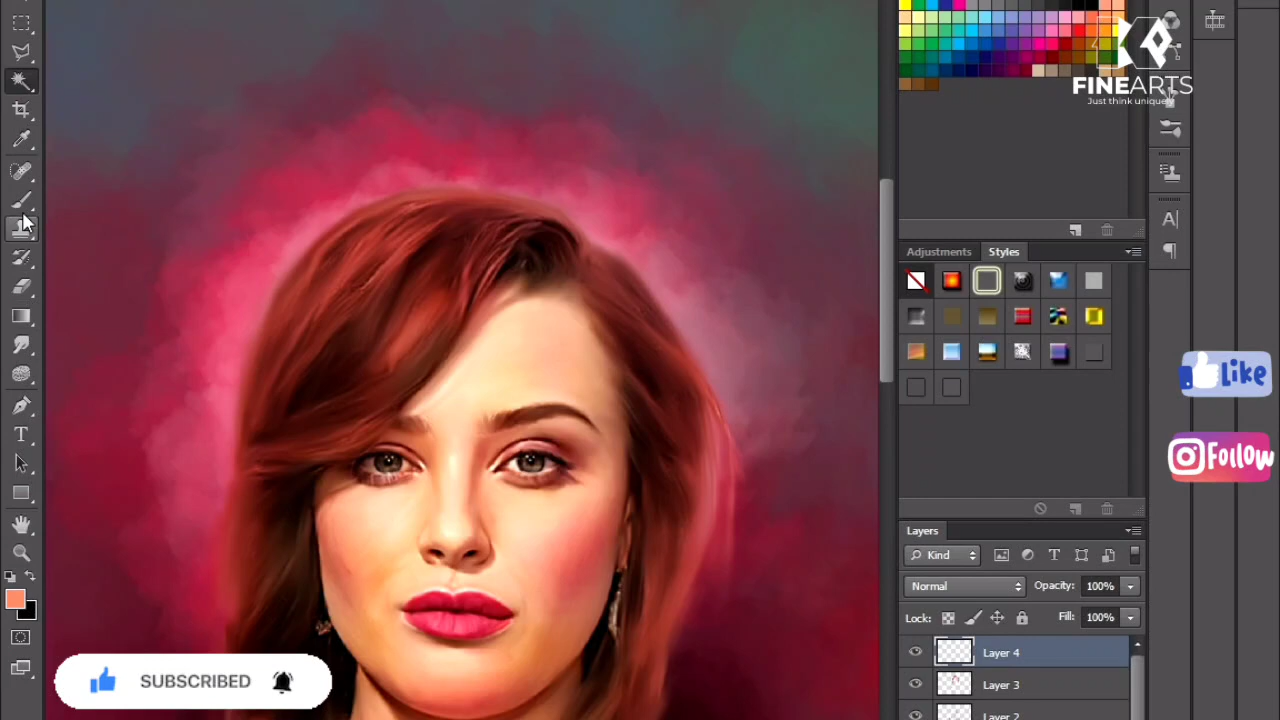 FINEARTS
Just think uniquely
Adjustments
Styles
Like
Follow
Layers
Kind
Normal
Opacity:
100%
Lock:
Fill:
100%
Layer 4
Layer 3
Layer 2
SUBSCRIBED
T
A
T